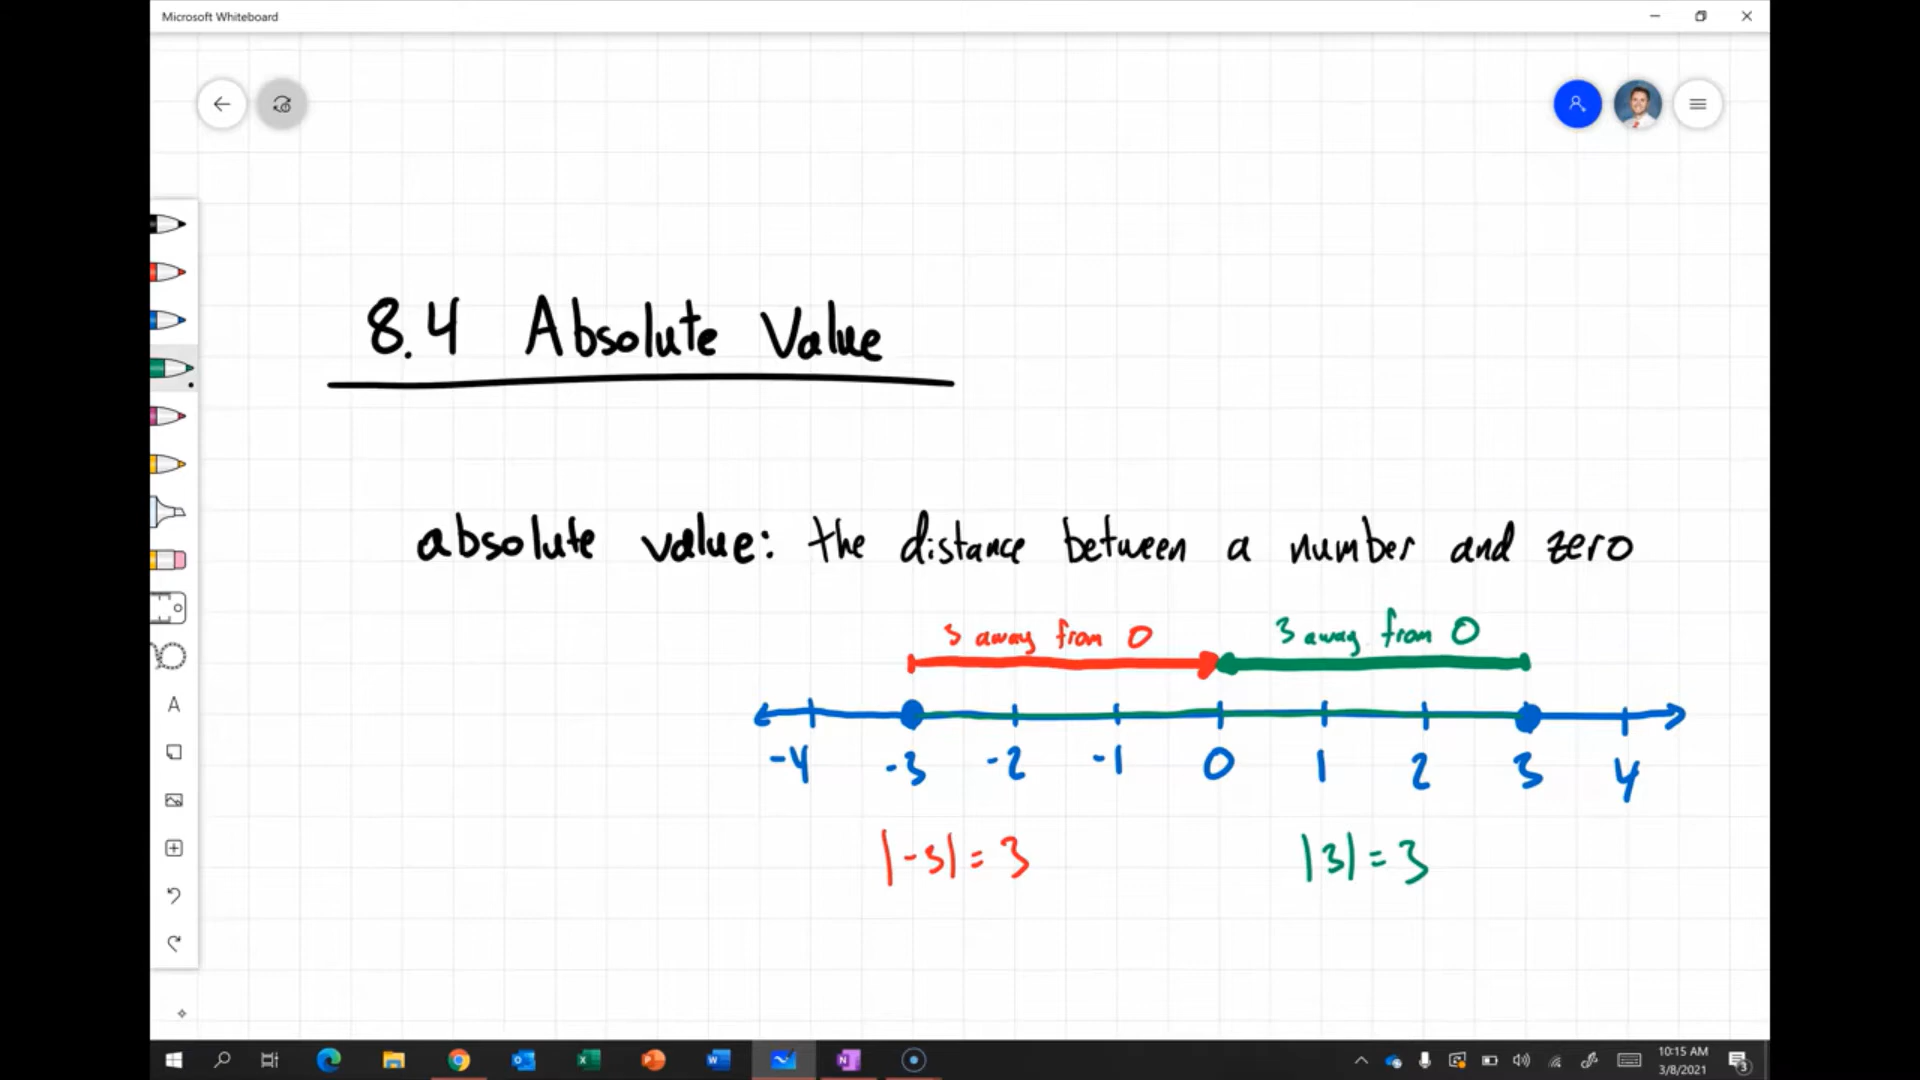 Microsoft Whiteboard
8.4 Absolute Value
absolute value: the distance between a number and zero
3 away from 0 3 away from 0
-4 -3 -2 -1 0 1 2 3 4
|-3| = 3 |3| = 3
A
10:15 AM
3/8/2021
3